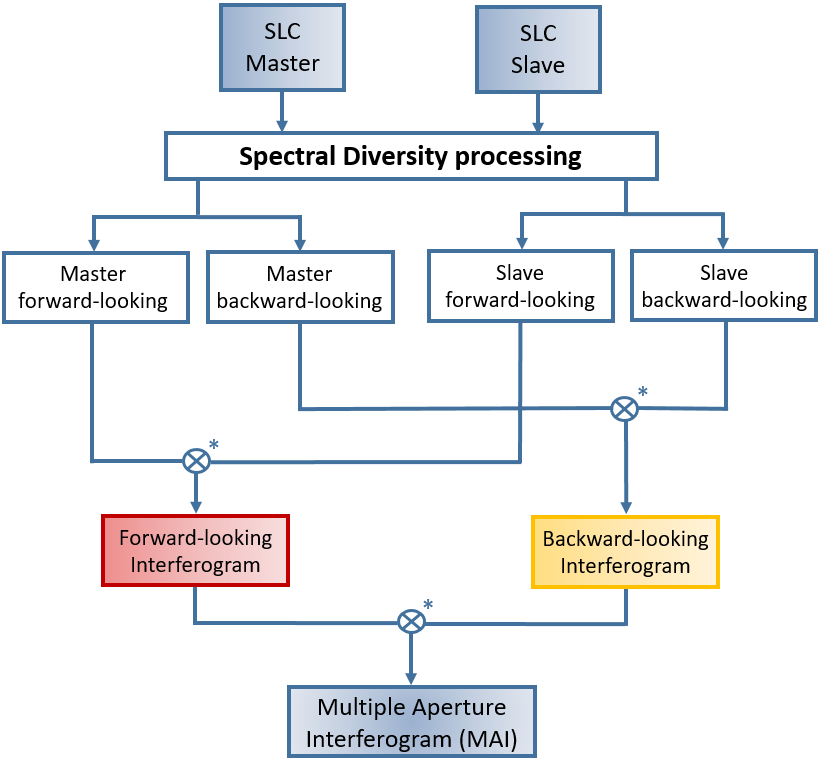 SLC
Master
SLC
Slave
Spectral Diversity processing
Master
forward-looking
Master
backward-looking
Slave
forward-looking
Slave
backward-looking
*
*
Forward-looking
Interferogram
Backward-looking
Interferogram
*
Multiple Aperture
Interferogram (MAI)